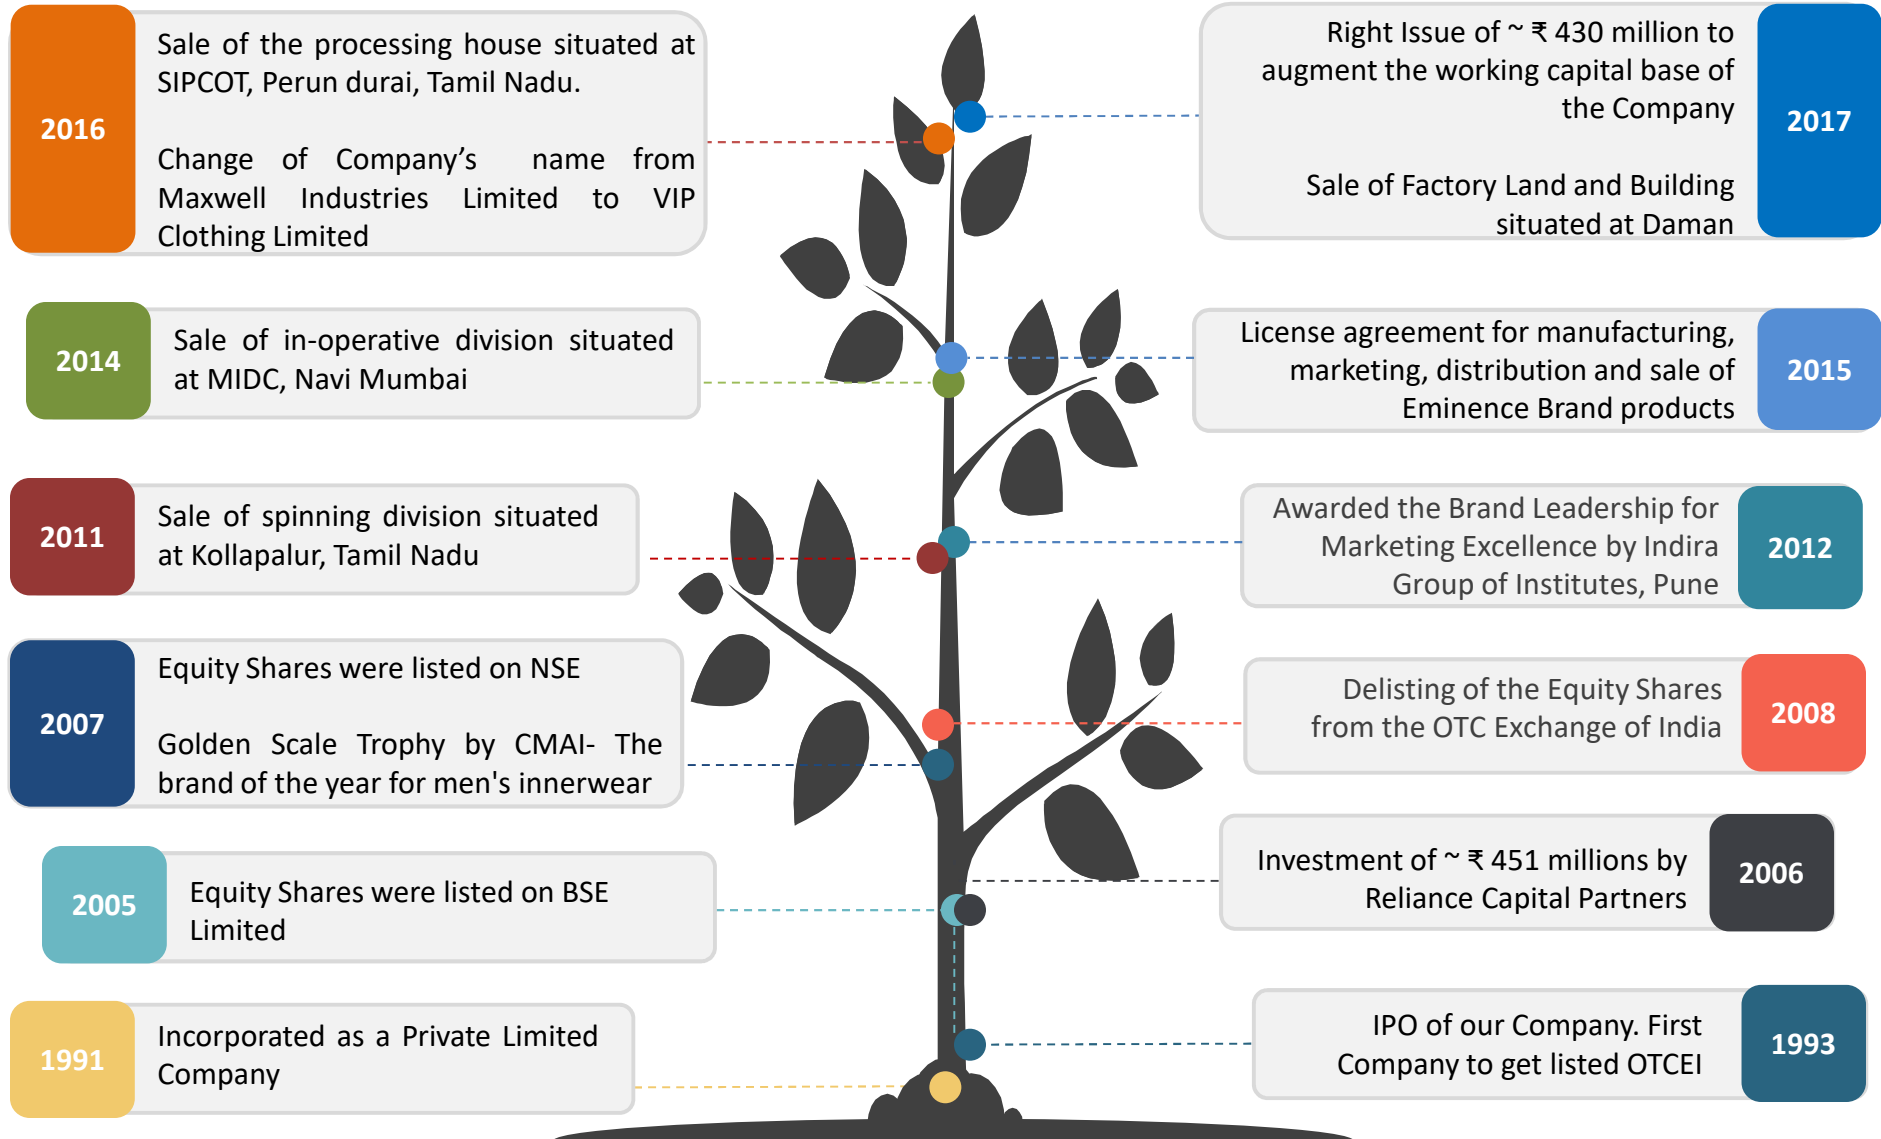 2016
Sale of the processing house situated at
SIPCOT, Perun durai, Tamil Nadu.
Change of Company’s name from
Maxwell Industries Limited to VIP
Clothing Limited
Right Issue of ~ ₹ 430 million to
augment the working capital base of
the Company
Sale of Factory Land and Building
situated at Daman
2017
2014
Sale of in-operative division situated
at MIDC, Navi Mumbai
License agreement for manufacturing,
marketing, distribution and sale of
Eminence Brand products
2015
2011
Sale of spinning division situated
at Kollapalur, Tamil Nadu
Awarded the Brand Leadership for
Marketing Excellence by Indira
Group of Institutes, Pune
2012
2007
Equity Shares were listed on NSE
Golden Scale Trophy by CMAI- The
brand of the year for men's innerwear
Delisting of the Equity Shares
from the OTC Exchange of India
2008
2005
Equity Shares were listed on BSE
Limited
Investment of ~ ₹ 451 millions by
Reliance Capital Partners
2006
1991
Incorporated as a Private Limited
Company
IPO of our Company. First
Company to get listed OTCEI
1993